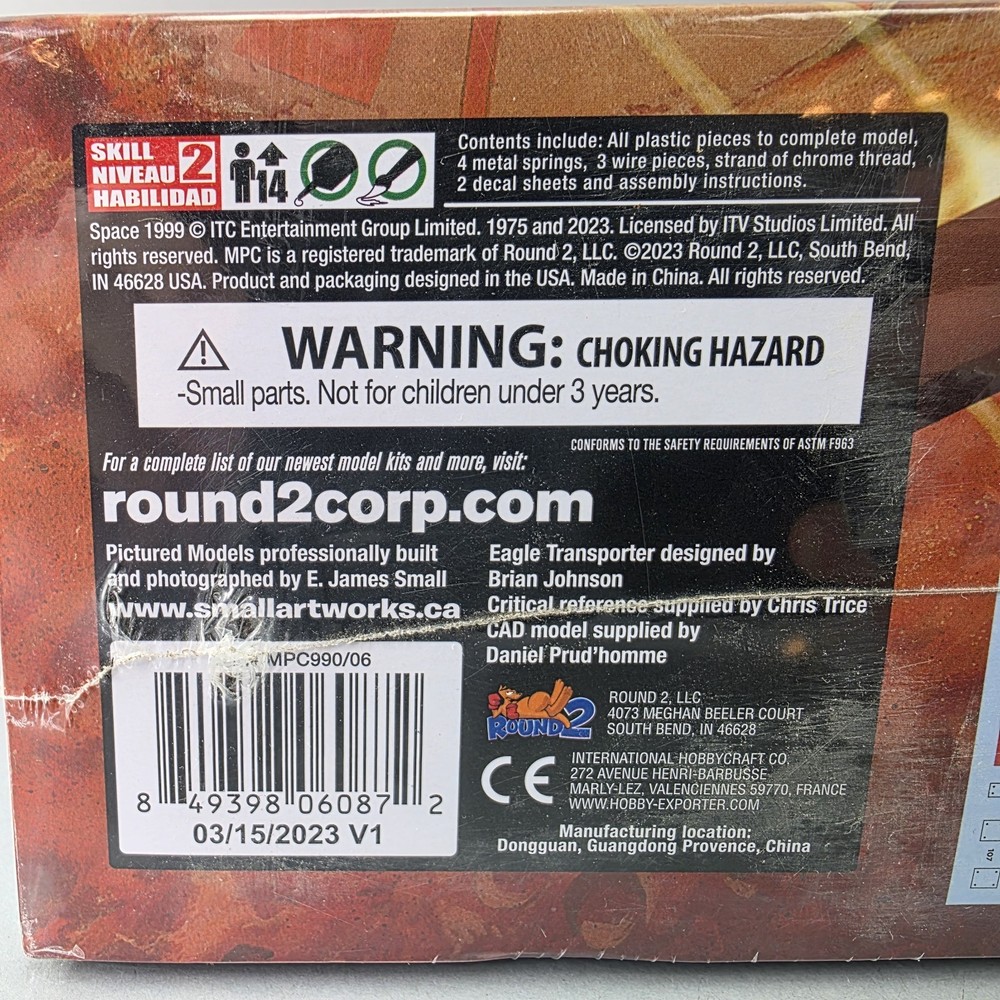 SKILL
NIVEAU 2
HABILIDAD
14
Contents include: All plastic pieces to complete model,
4 metal springs, 3 wire pieces, strand of chrome thread,
2 decal sheets and assembly instructions.
Space 1999 © ITC Entertainment Group Limited. 1975 and 2023. Licensed by ITV Studios Limited. All
rights reserved. MPC is a registered trademark of Round 2, LLC. ©2023 Round 2, LLC, South Bend,
IN 46628 USA. Product and packaging designed in the USA. Made in China. All rights reserved.
WARNING: CHOKING HAZARD
-Small parts. Not for children under 3 years.
CONFORMS TO THE SAFETY REQUIREMENTS OF ASTM F963
For a complete list of our newest model kits and more, visit:
round2corp.com
Pictured Models professionally built
and photographed by E. James Small
www.smallartworks.ca
Eagle Transporter designed by
Brian Johnson
Critical reference supplied by Chris Trice
CAD model supplied by
Daniel Prud'homme
MPC990/06
8 49398 06087 2
03/15/2023 V1
ROUND 2
ROUND 2, LLC
4073 MEGHAN BEELER COURT
SOUTH BEND, IN 46628
CE
INTERNATIONAL HOBBYCRAFT CO.
272 AVENUE HENRI-BARBUSSE
MARLY-LEZ, VALENCIENNES 59770, FRANCE
WWW.HOBBY-EXPORTER.COM
Manufacturing location:
Dongguan, Guangdong Provence, China
107